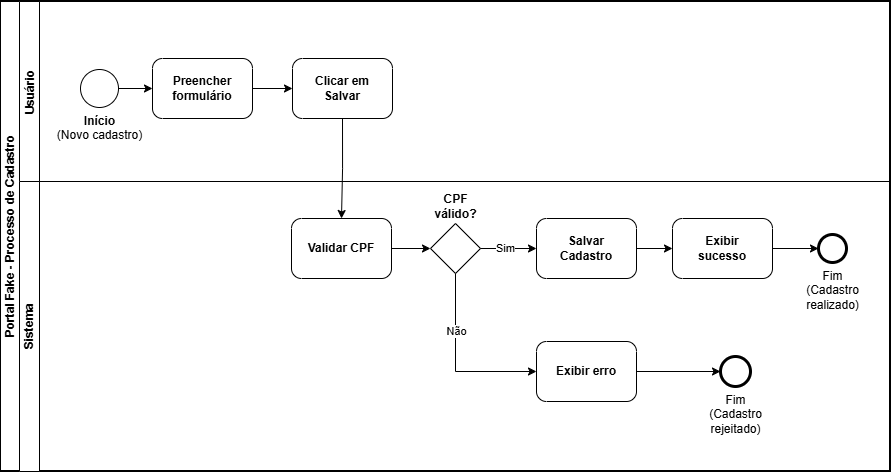 Portal Fake - Processo de Cadastro
Usuário
Início
(Novo cadastro)
Preencher
formulário
Clicar em
Salvar
Sistema
Validar CPF
CPF
válido?
Sim
Salvar
Cadastro
Exibir
sucesso
Fim
(Cadastro
realizado)
Não
Exibir erro
Fim
(Cadastro
rejeitado)